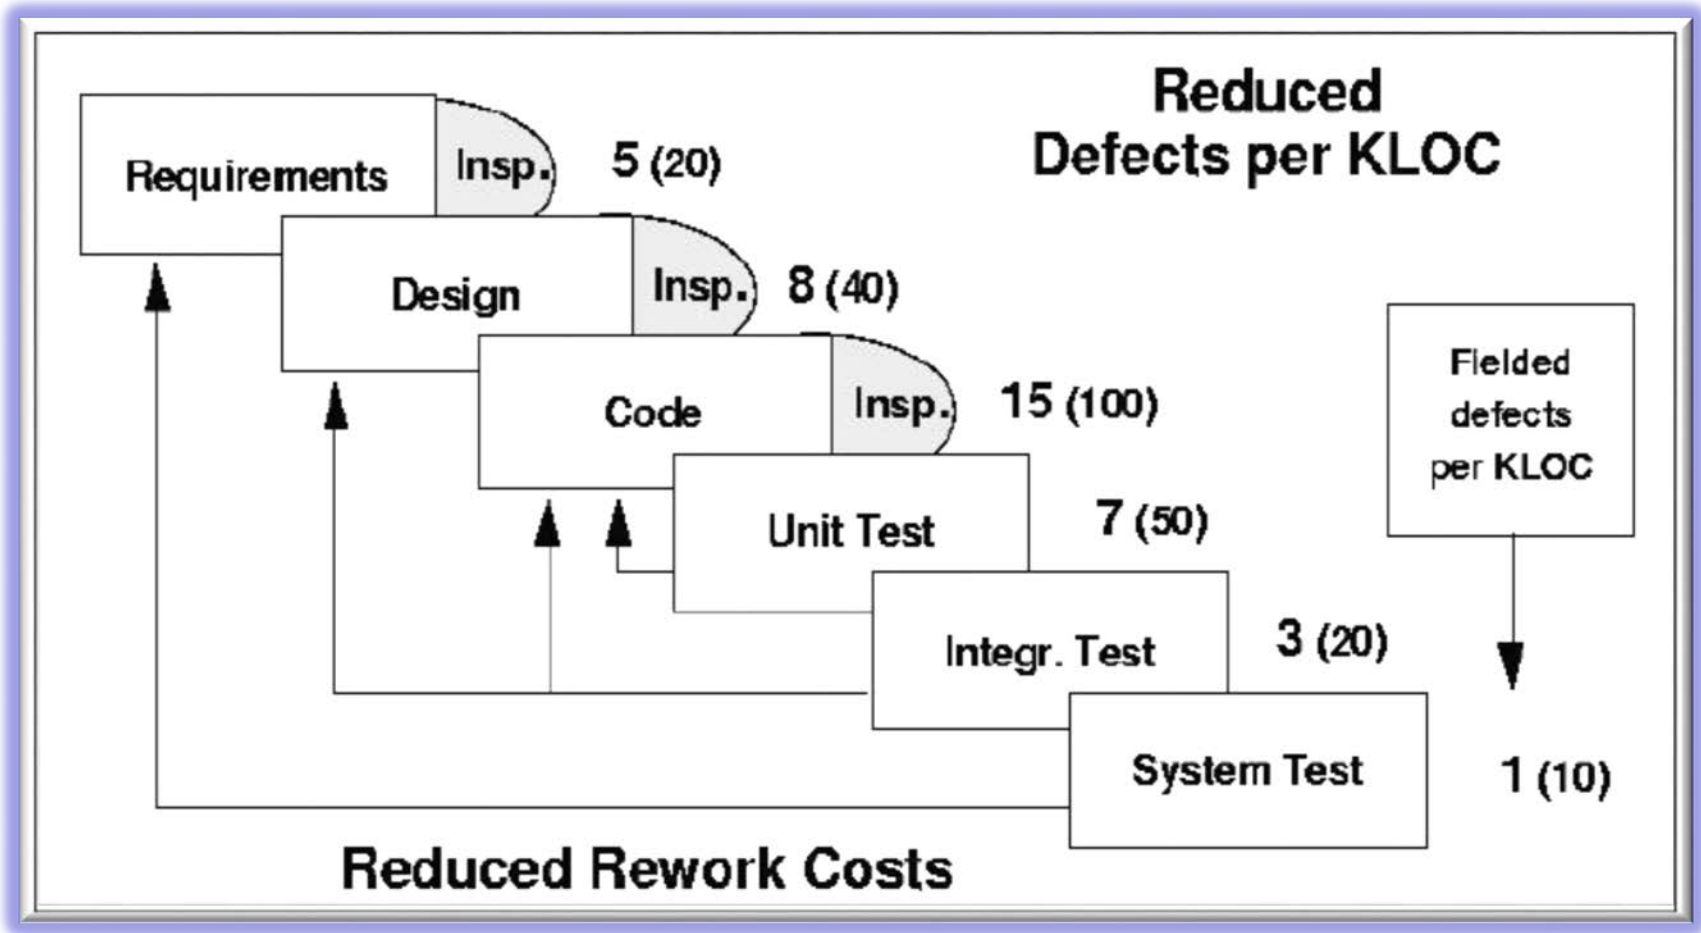 Reduced
Defects per KLOC
Requirements
Insp.
5 (20)
Design
Insp.
8 (40)
Code
Insp.
15 (100)
Fielded
defects
per KLOC
Unit Test
7 (50)
Integr. Test
3 (20)
System Test
1 (10)
Reduced Rework Costs